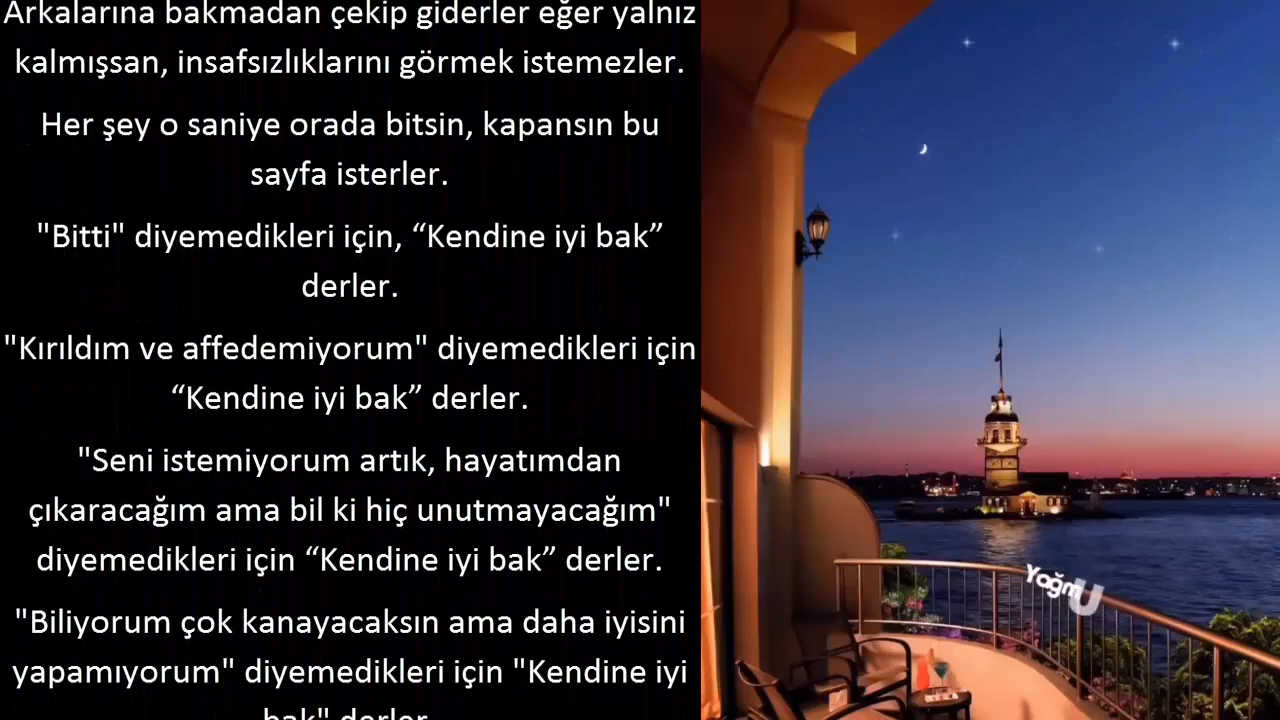 Arkalarına bakmadan çekip giderler eğer yalnız
kalmışsan, insafsızlıklarını görmek istemezler.
Her şey o saniye orada bitsin, kapansın bu
sayfa isterler.
"Bitti" diyemedikleri için, “Kendine iyi bak”
derler.
"Kırıldım ve affedemiyorum" diyemedikleri için
“Kendine iyi bak” derler.
"Seni istemiyorum artık, hayatımdan
çıkaracağım ama bil ki hiç unutmayacağım"
diyemedikleri için “Kendine iyi bak” derler.
"Biliyorum çok kanayacaksın ama daha iyisini
yapamıyorum" diyemedikleri için "Kendine iyi
bak" derler
YağmU